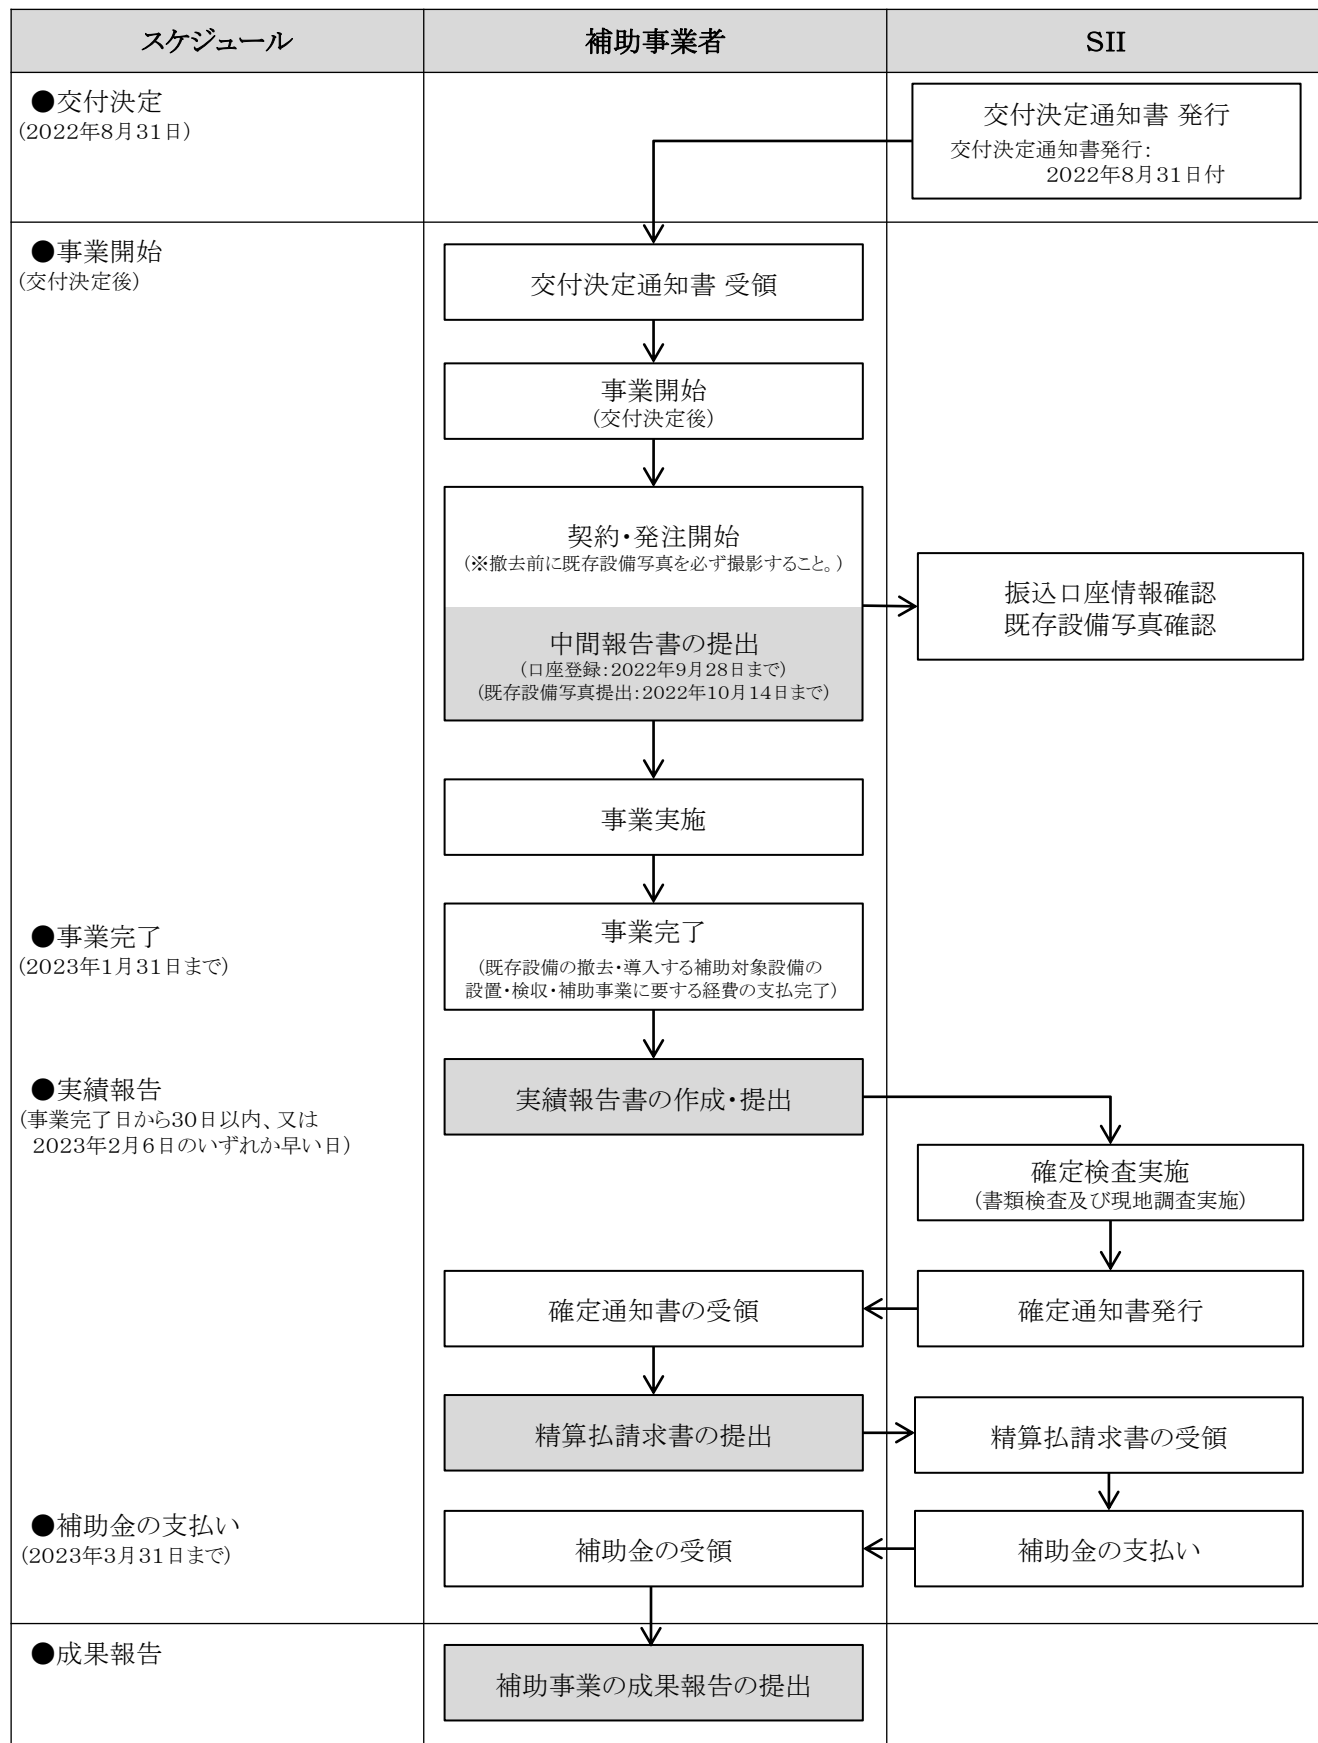 スケジュール
補助事業者
SII
●交付決定
(2022年8月31日)
交付決定通知書 発行
交付決定通知書発行:
2022年8月31日付
●事業開始
(交付決定後)
交付決定通知書 受領
事業開始
(交付決定後)
契約・発注開始
(※撤去前に既存設備写真を必ず撮影すること。)
中間報告書の提出
(口座登録:2022年9月28日まで)
(既存設備写真提出:2022年10月14日まで)
振込口座情報確認
既存設備写真確認
事業実施
●事業完了
(2023年1月31日まで)
事業完了
(既存設備の撤去・導入する補助対象設備の
設置・検収・補助事業に要する経費の支払完了)
●実績報告
(事業完了日から30日以内、又は
2023年2月6日のいずれか早い日)
実績報告書の作成・提出
確定検査実施
(書類検査及び現地調査実施)
確定通知書の受領
確定通知書発行
精算払請求書の提出
精算払請求書の受領
●補助金の支払い
(2023年3月31日まで)
補助金の受領
補助金の支払い
●成果報告
補助事業の成果報告の提出